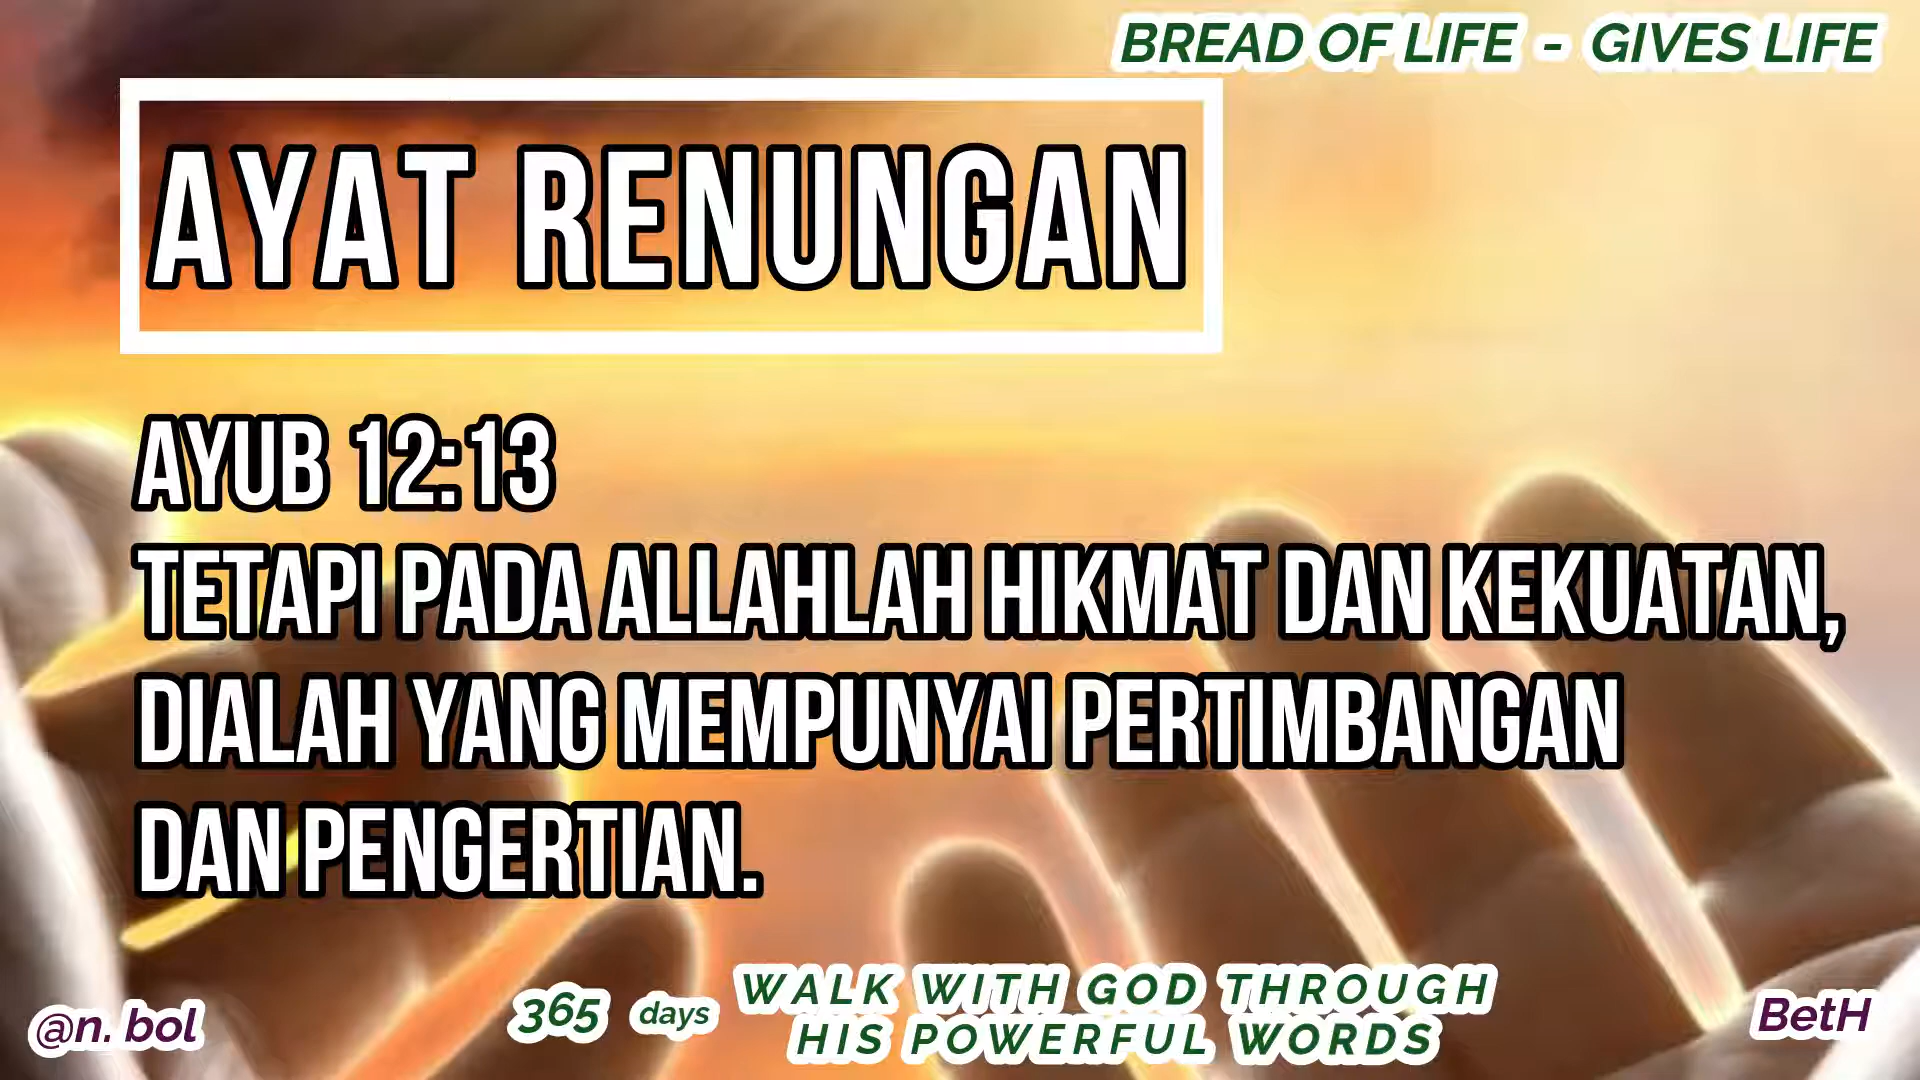 BREAD OF LIFE - GIVES LIFE
AYAT RENUNGAN
AYUB 12:13
TETAPI PADA ALLAHLAH HIKMAT DAN KEKUATAN,
DIALAH YANG MEMPUNYAI PERTIMBANGAN
DAN PENGERTIAN.
@n. bol
365 days
WALK WITH GOD THROUGH
HIS POWERFUL WORDS
BetH